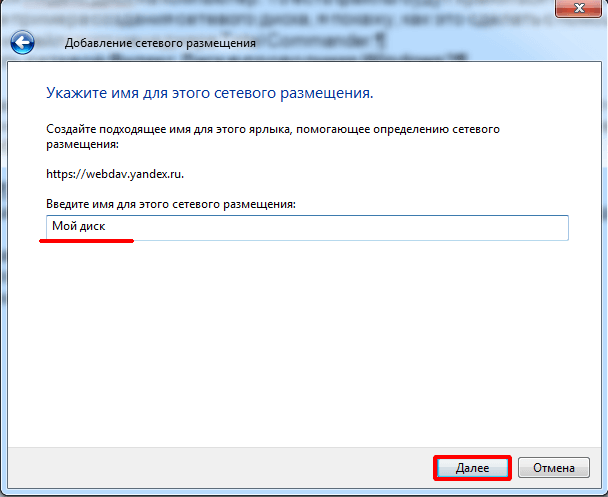 Добавление сетевого размещения
Укажите имя для этого сетевого размещения.
Создайте подходящее имя для этого ярлыка, помогающее определению сетевого
размещения:
https://webdav.yandex.ru.
Введите имя для этого сетевого размещения:
Мой диск
Далее
Отмена